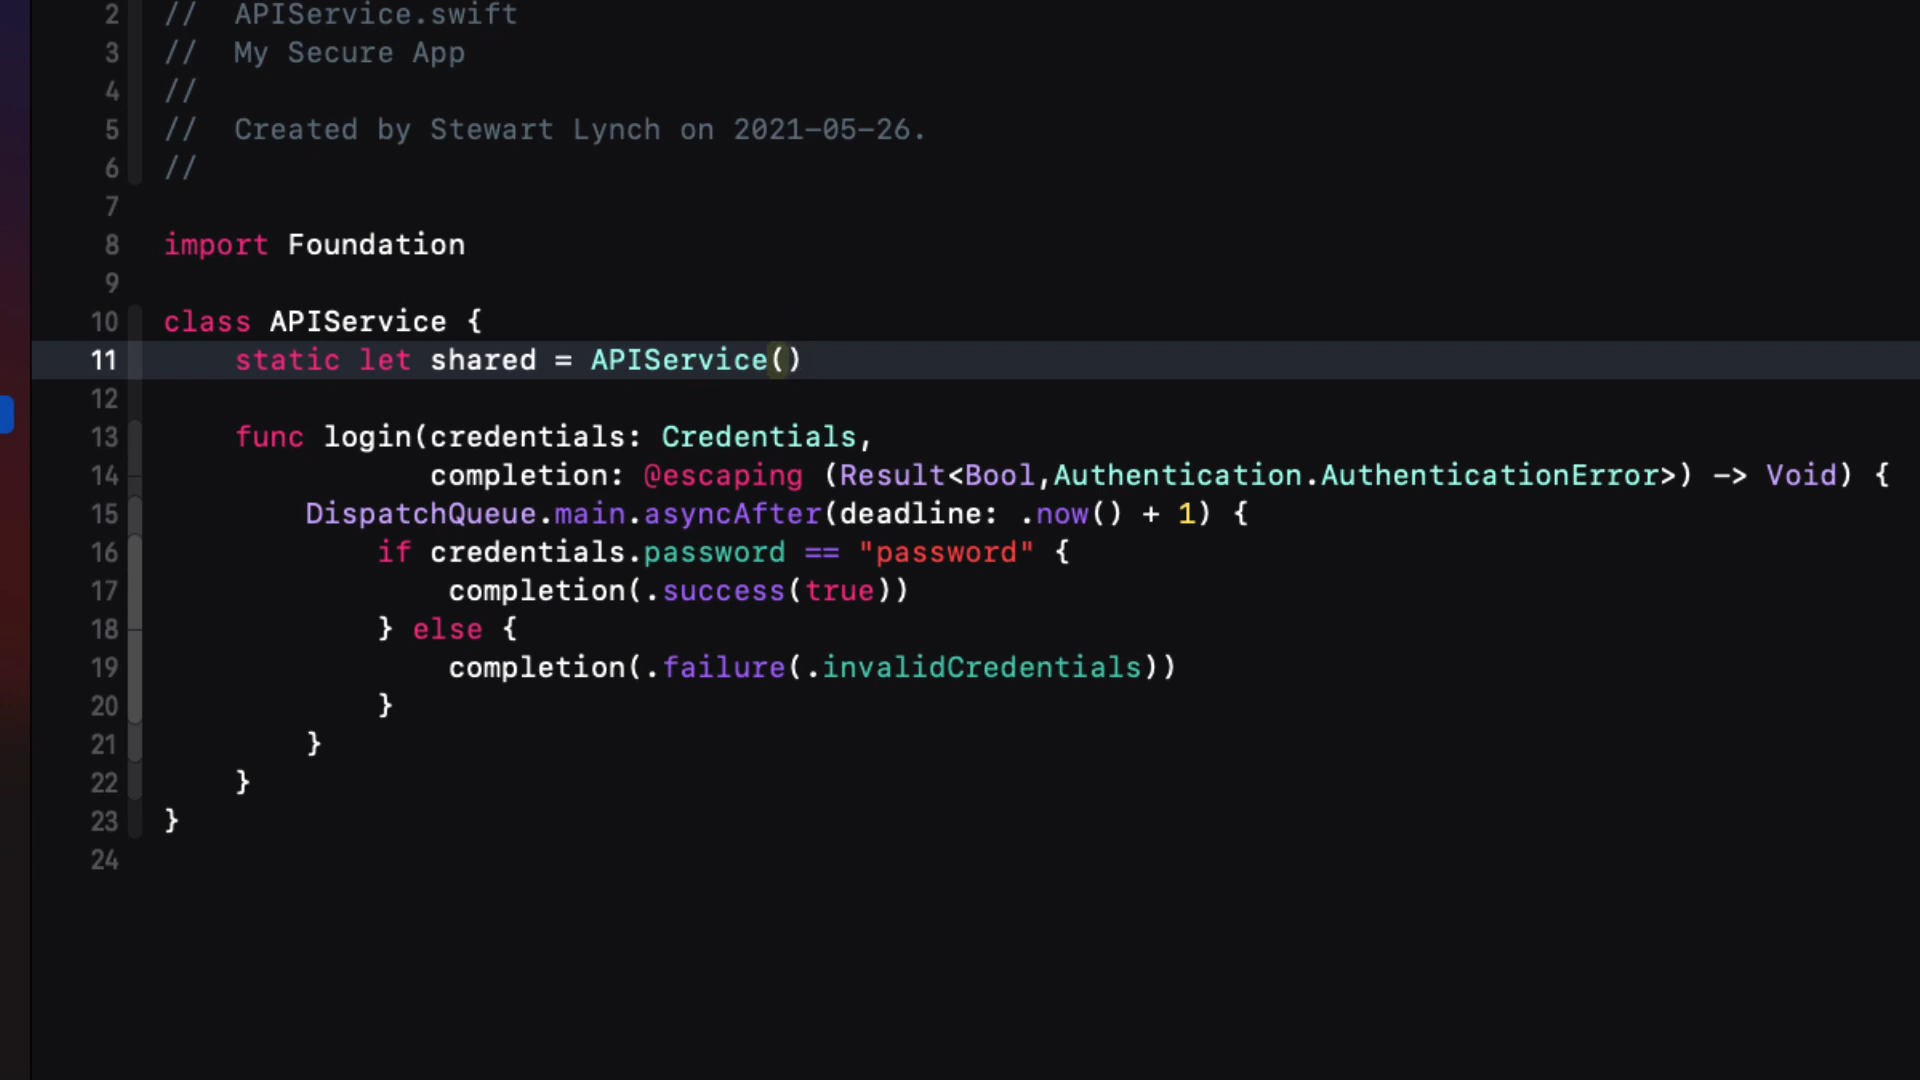 2 //  APIService.swift
3 //  My Secure App
4 //
5 //  Created by Stewart Lynch on 2021-05-26.
6 //
7
8 import Foundation
9
10 class APIService {
11     static let shared = APIService()
12
13     func login(credentials: Credentials,
14                completion: @escaping (Result<Bool,Authentication.AuthenticationError>) -> Void) {
15         DispatchQueue.main.asyncAfter(deadline: .now() + 1) {
16             if credentials.password == "password" {
17                 completion(.success(true))
18             } else {
19                 completion(.failure(.invalidCredentials))
20             }
21         }
22     }
23 }
24